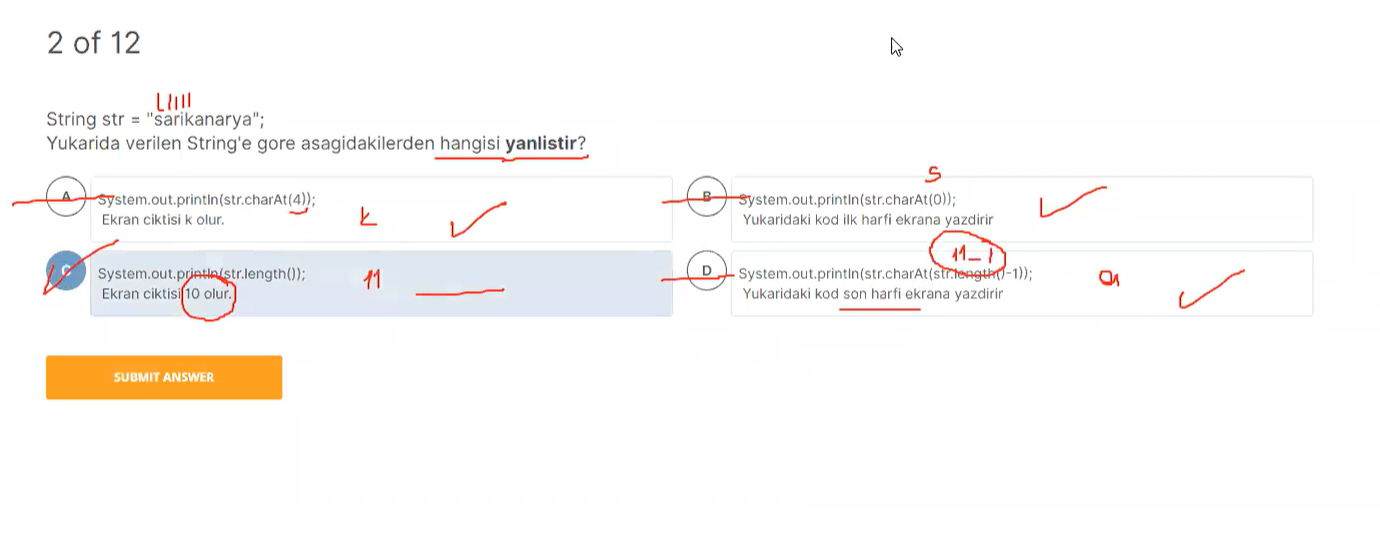 2 of 12
String str = "sarikanarya";
Yukarida verilen String'e gore asagidakilerden hangisi yanlistir?
A
System.out.println(str.charAt(4));
Ekran ciktisi k olur.
k
B
System.out.println(str.charAt(0));
Yukaridaki kod ilk harfi ekrana yazdirir
s
C
System.out.println(str.length());
Ekran ciktisi 10 olur.
11
D
System.out.println(str.charAt(str.length()-1));
Yukaridaki kod son harfi ekrana yazdirir
11-1
a
SUBMIT ANSWER